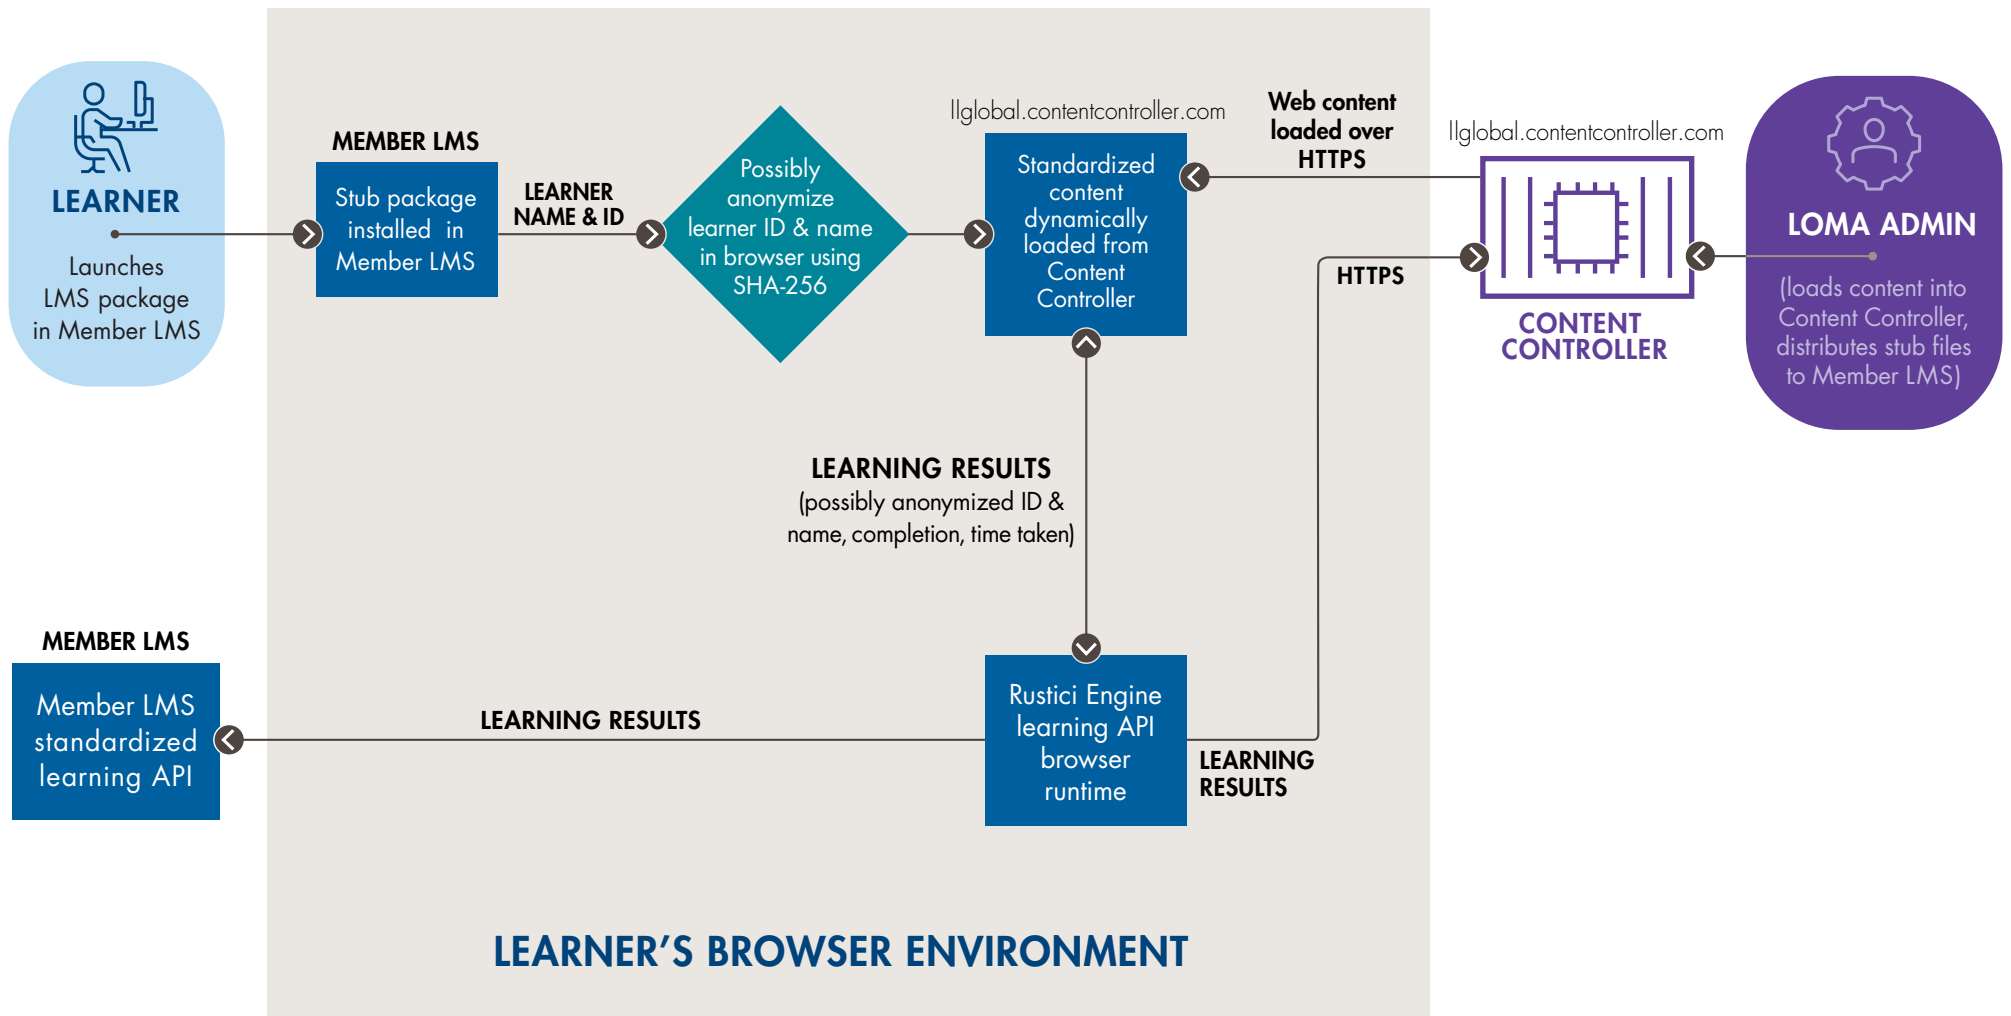 LEARNER
Launches
LMS package
in Member LMS
MEMBER LMS
Stub package
installed in
Member LMS
LEARNER
NAME & ID
Possibly
anonymize
learner ID & name
in browser using
SHA-256
llglobal.contentcontroller.com
Standardized
content
dynamically
loaded from
Content
Controller
Web content
loaded over
HTTPS
HTTPS
llglobal.contentcontroller.com
CONTENT
CONTROLLER
LOMA ADMIN
(loads content into
Content Controller,
distributes stub files
to Member LMS)
LEARNING RESULTS
(possibly anonymized ID &
name, completion, time taken)
MEMBER LMS
Member LMS
standardized
learning API
LEARNING RESULTS
Rustici Engine
learning API
browser
runtime
LEARNING
RESULTS
LEARNER’S BROWSER ENVIRONMENT